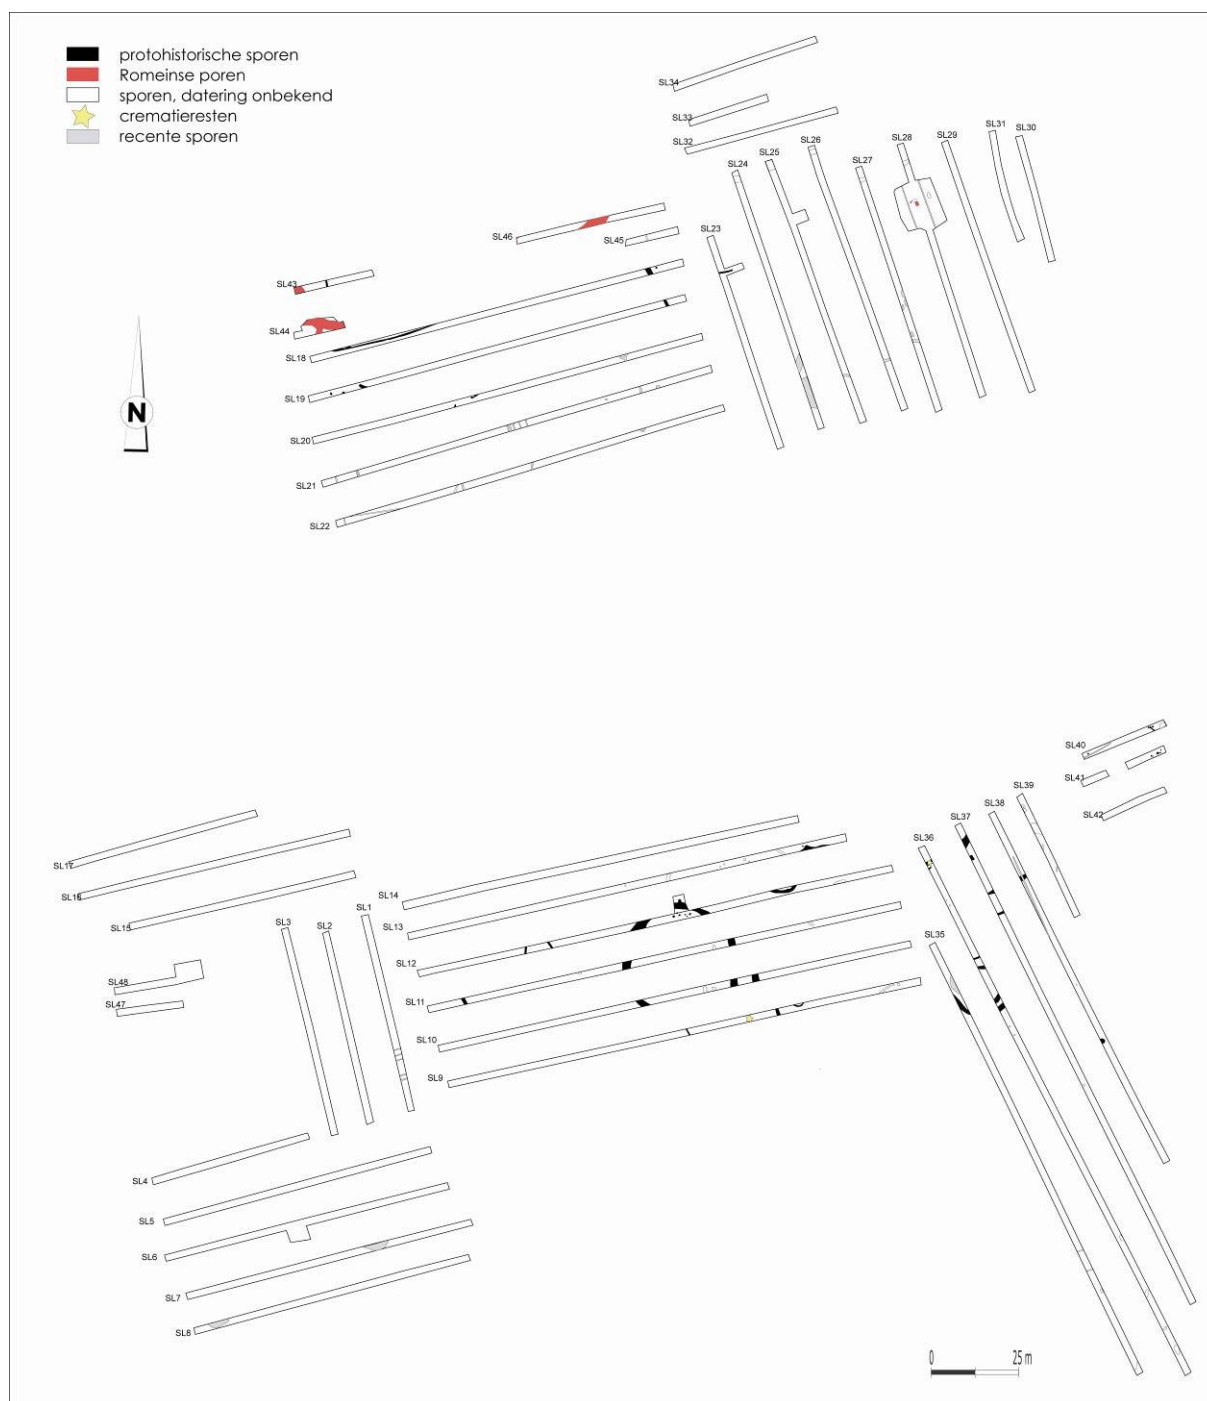 protohistorische sporen
Romeinse poren
sporen, datering onbekend
crematieresten
recente sporen
SL34
SL33
SL32
SL31
SL30
SL29
SL28
SL27
SL26
SL25
SL24
SL23
SL46
SL45
SL43
SL44
SL18
SL19
SL20
SL21
SL22
N
SL40
SL41
SL42
SL39
SL38
SL37
SL36
SL35
SL17
SL16
SL15
SL14
SL13
SL12
SL11
SL10
SL9
SL1
SL2
SL3
SL48
SL47
SL4
SL5
SL6
SL7
SL8
0 25 m